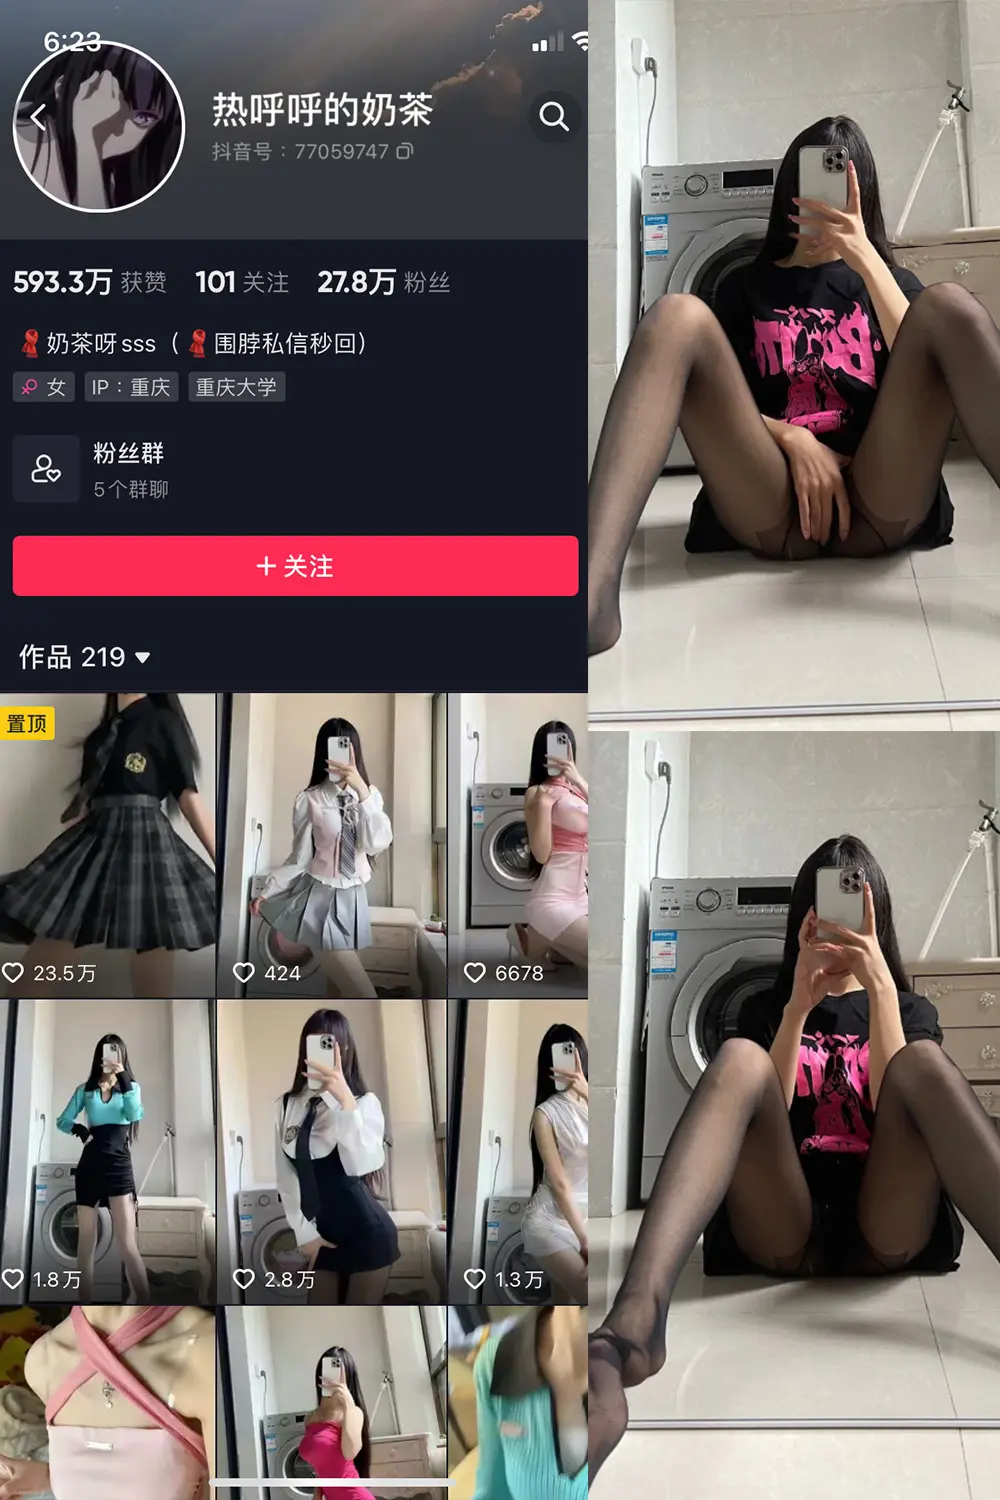 6:23
热呼呼的奶茶
抖音号：77059747
593.3万 获赞 101 关注 27.8万 粉丝
🧣奶茶呀sss（🧣围脖私信秒回）
女 IP：重庆 重庆大学
粉丝群
5个群聊
+ 关注
作品 219
置顶
23.5万 424 6678
1.8万 2.8万 1.3万